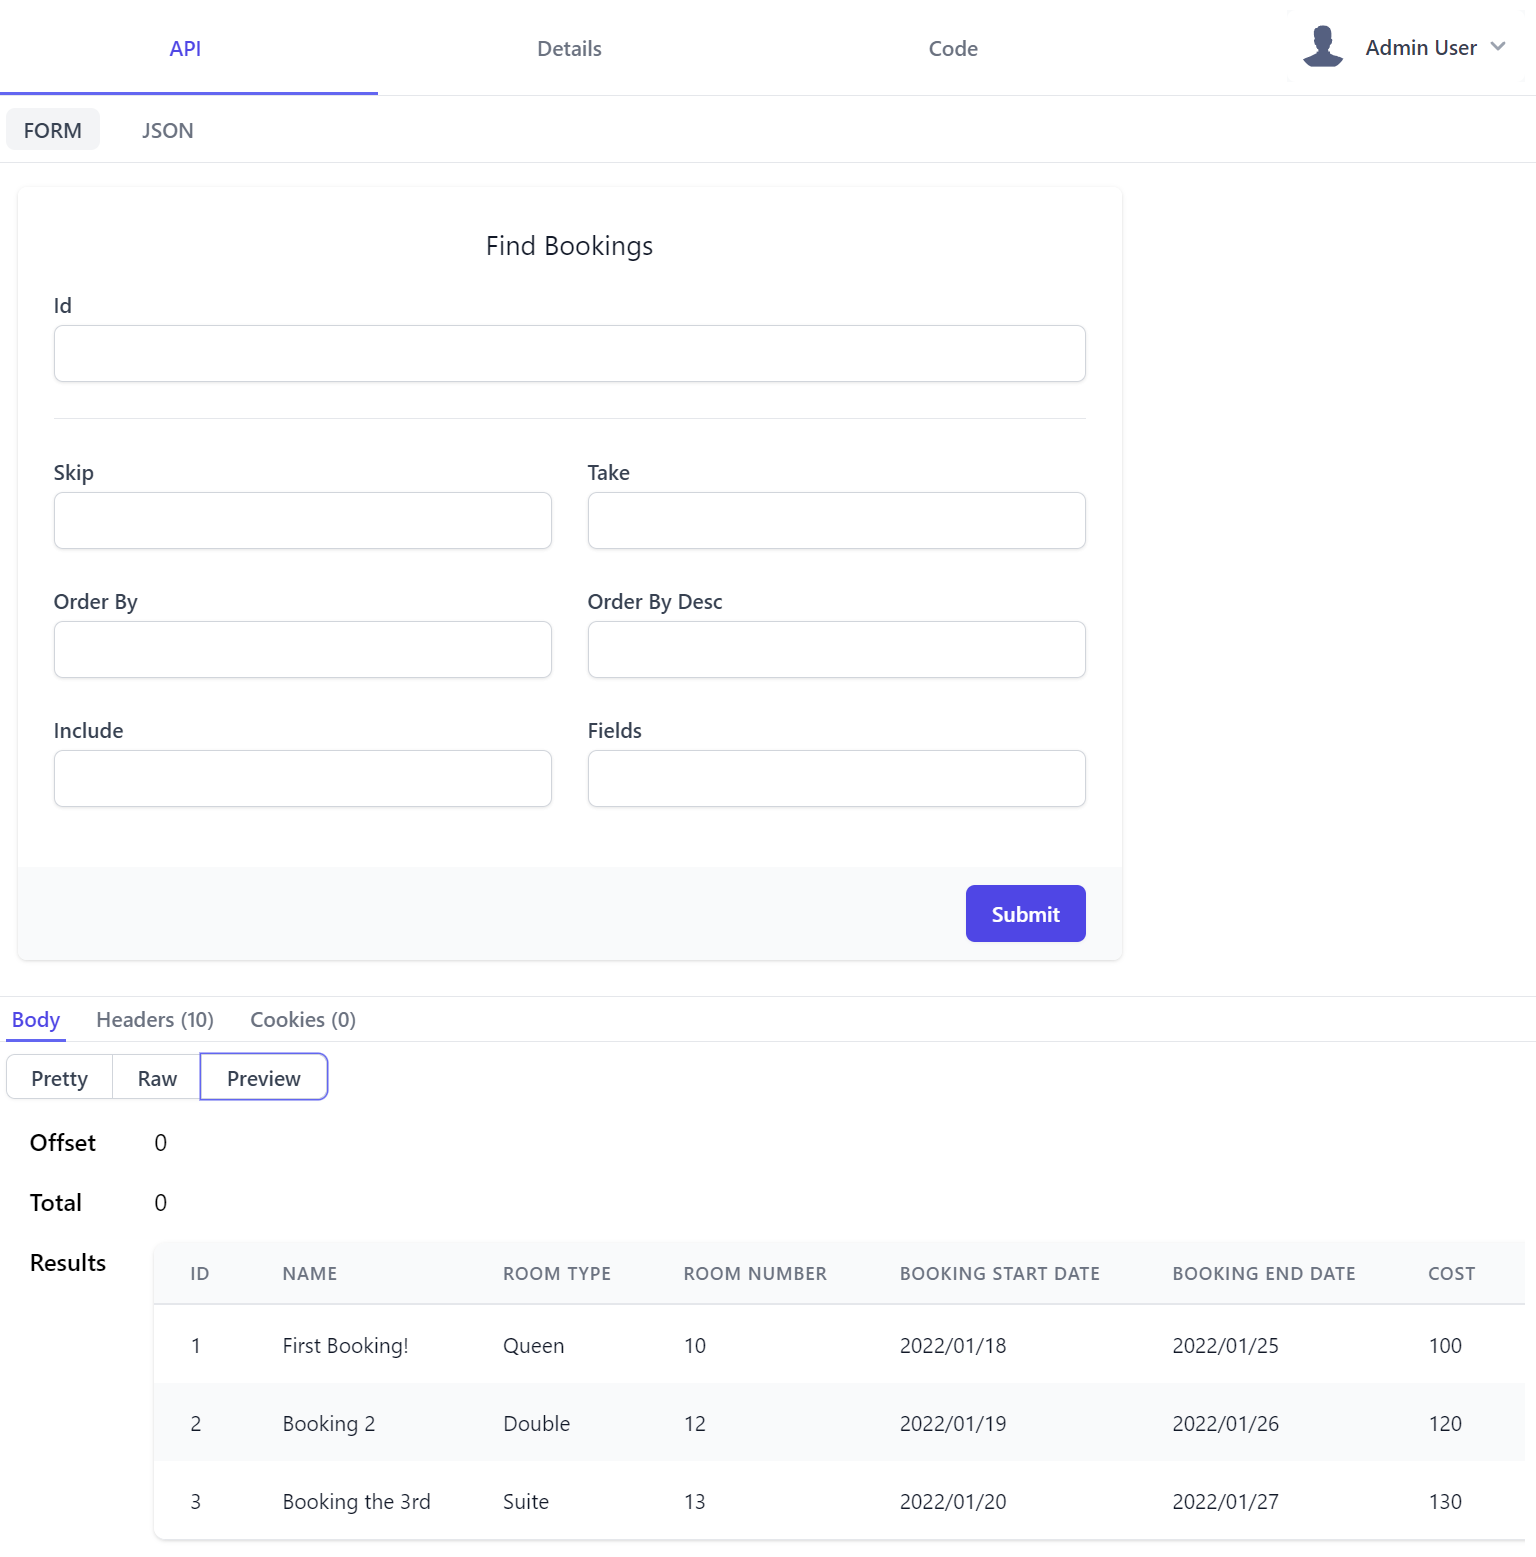 API Details Code Admin User
FORM JSON
Find Bookings
Id
Skip Take
Order By Order By Desc
Include Fields
Submit
Body Headers (10) Cookies (0)
Pretty Raw Preview
Offset 0
Total 0
Results
ID NAME ROOM TYPE ROOM NUMBER BOOKING START DATE BOOKING END DATE COST
1 First Booking! Queen 10 2022/01/18 2022/01/25 100
2 Booking 2 Double 12 2022/01/19 2022/01/26 120
3 Booking the 3rd Suite 13 2022/01/20 2022/01/27 130